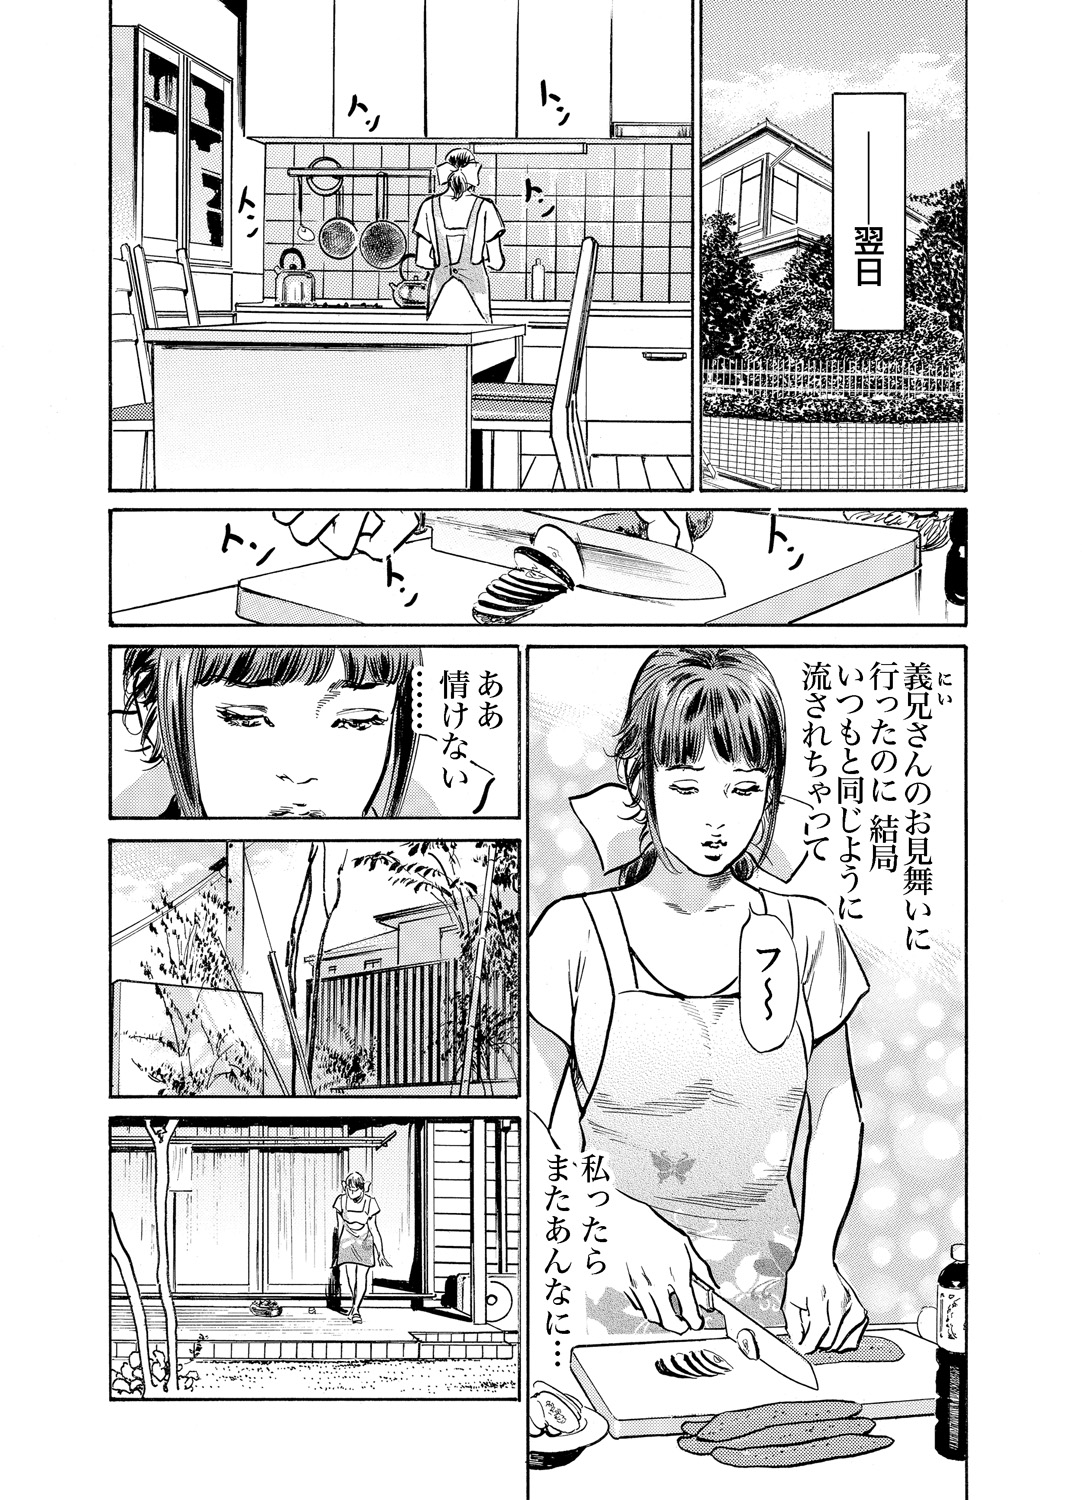 ──翌日
トン
トン
トン
トン
トン
トン
トン
義兄さんのお見舞いに
にい
行ったのに 結局
いつもと同じように
流されちゃって
フ〜
私ったら
またあんなに…
ああ
情けない
……